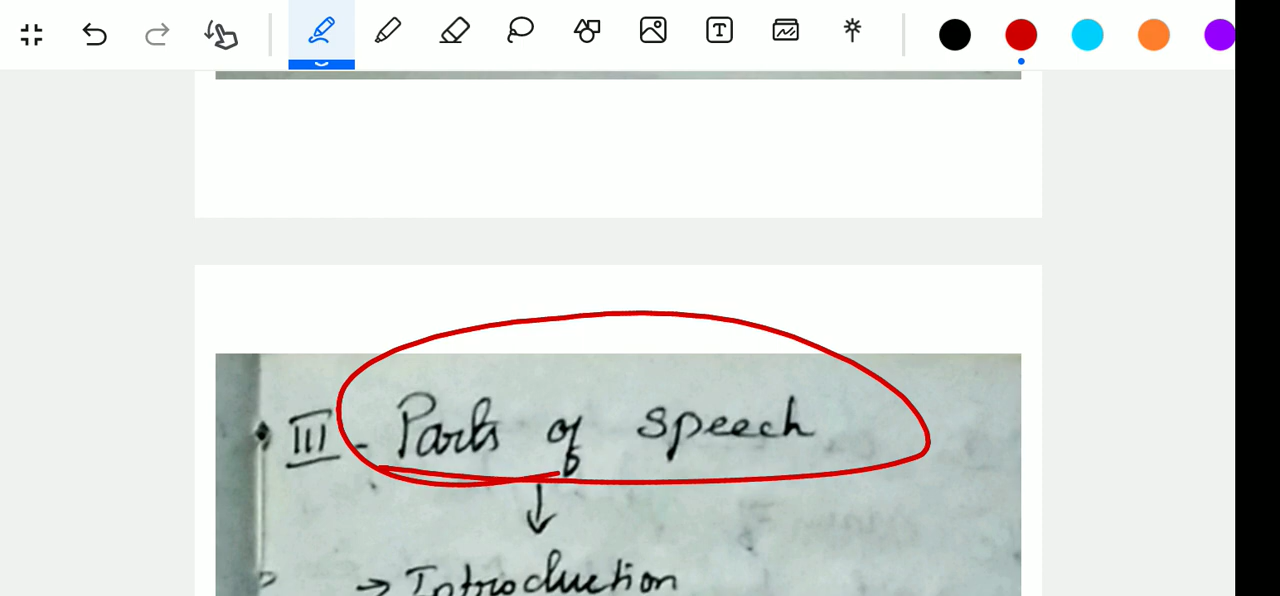 III - Parts of speech
→ Introduction